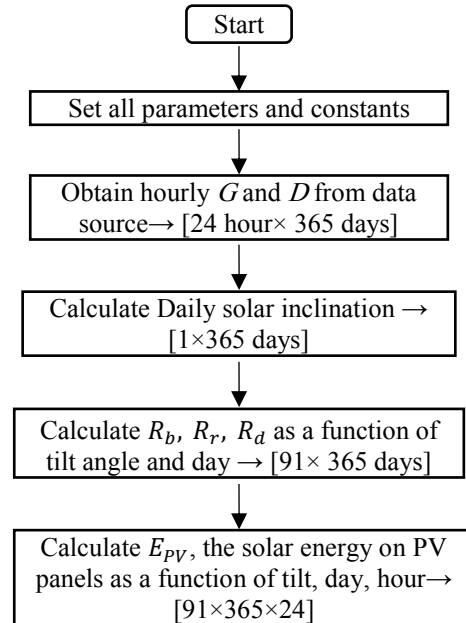 Start
Set all parameters and constants
Obtain hourly G and D from data
source→ [24 hour× 365 days]
Calculate Daily solar inclination →
[1×365 days]
Calculate R_b, R_r, R_d as a function of
tilt angle and day → [91× 365 days]
Calculate E_PV, the solar energy on PV
panels as a function of tilt, day, hour→
[91×365×24]